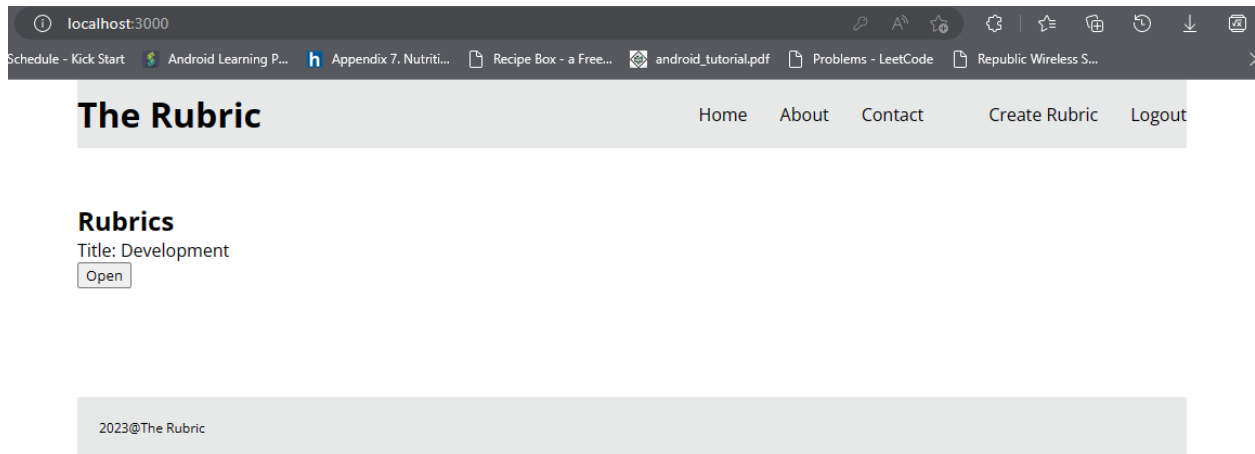 localhost:3000
Schedule - Kick Start Android Learning P... Appendix 7. Nutriti... Recipe Box - a Free... android_tutorial.pdf Problems - LeetCode Republic Wireless S...
The Rubric Home About Contact Create Rubric Logout
Rubrics
Title: Development
Open
2023@The Rubric